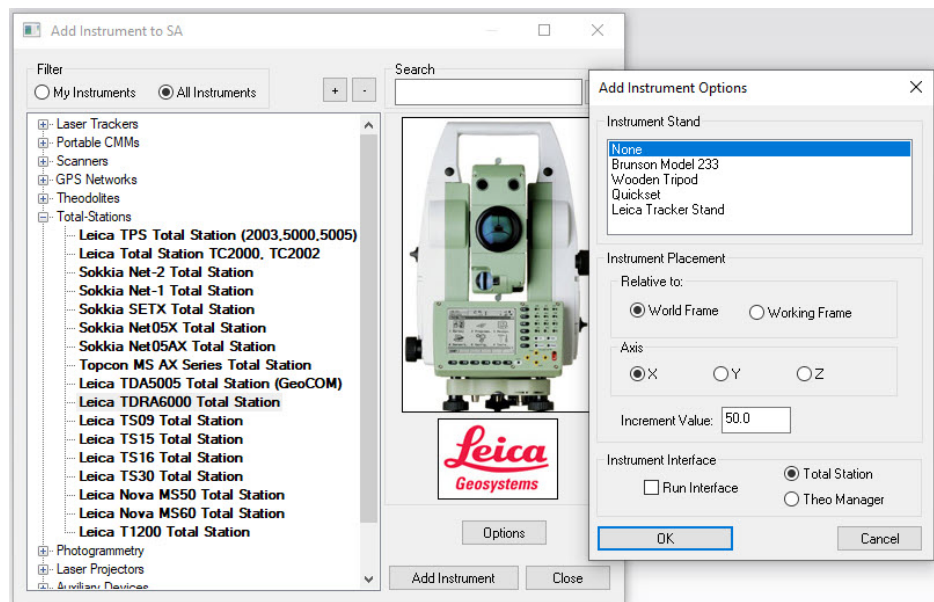 Add Instrument to SA
Filter
My Instruments
All Instruments
+
-
Search
Laser Trackers
Portable CMMs
Scanners
GPS Networks
Theodolites
Total-Stations
Leica TPS Total Station (2003,5000,5005)
Leica Total Station TC2000, TC2002
Sokkia Net-2 Total Station
Sokkia Net-1 Total Station
Sokkia SETX Total Station
Sokkia Net05X Total Station
Sokkia Net05AX Total Station
Topcon MS AX Series Total Station
Leica TDA5005 Total Station (GeoCOM)
Leica TDRA6000 Total Station
Leica TS09 Total Station
Leica TS15 Total Station
Leica TS16 Total Station
Leica TS30 Total Station
Leica Nova MS50 Total Station
Leica Nova MS60 Total Station
Leica T1200 Total Station
Photogrammetry
Laser Projectors
Auxiliary Devices
Leica
Geosystems
Options
Add Instrument
Close
Add Instrument Options
Instrument Stand
None
Brunson Model 233
Wooden Tripod
Quickset
Leica Tracker Stand
Instrument Placement
Relative to:
World Frame
Working Frame
Axis
X
Y
Z
Increment Value: 50.0
Instrument Interface
Run Interface
Total Station
Theo Manager
OK
Cancel